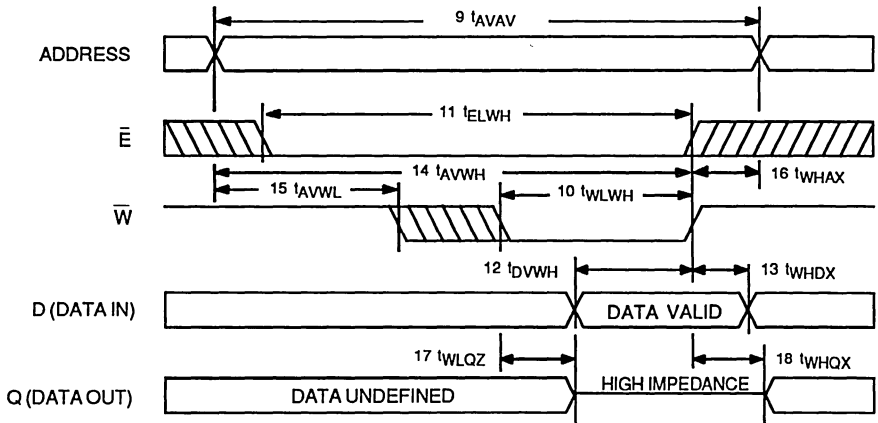 9 tAVAV
ADDRESS
11 tELWH
E̅
14 tAVWH
16 tWHAX
15 tAVWL
10 tWLWH
W̅
12 tDVWH
13 tWHDX
D (DATA IN)
DATA VALID
17 tWLQZ
18 tWHQX
HIGH IMPEDANCE
Q (DATA OUT)
DATA UNDEFINED